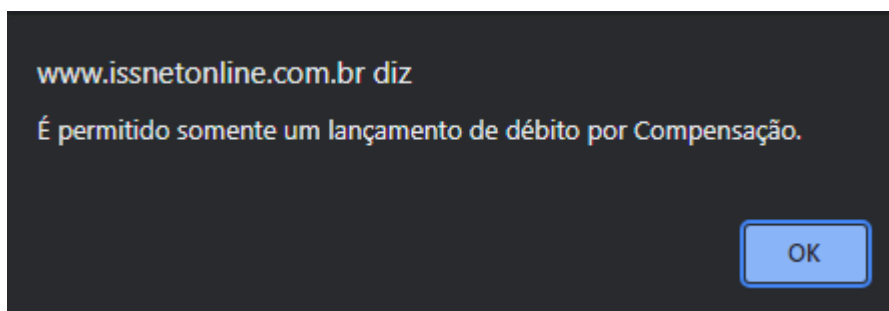 www.issnetonline.com.br diz
É permitido somente um lançamento de débito por Compensação.
OK